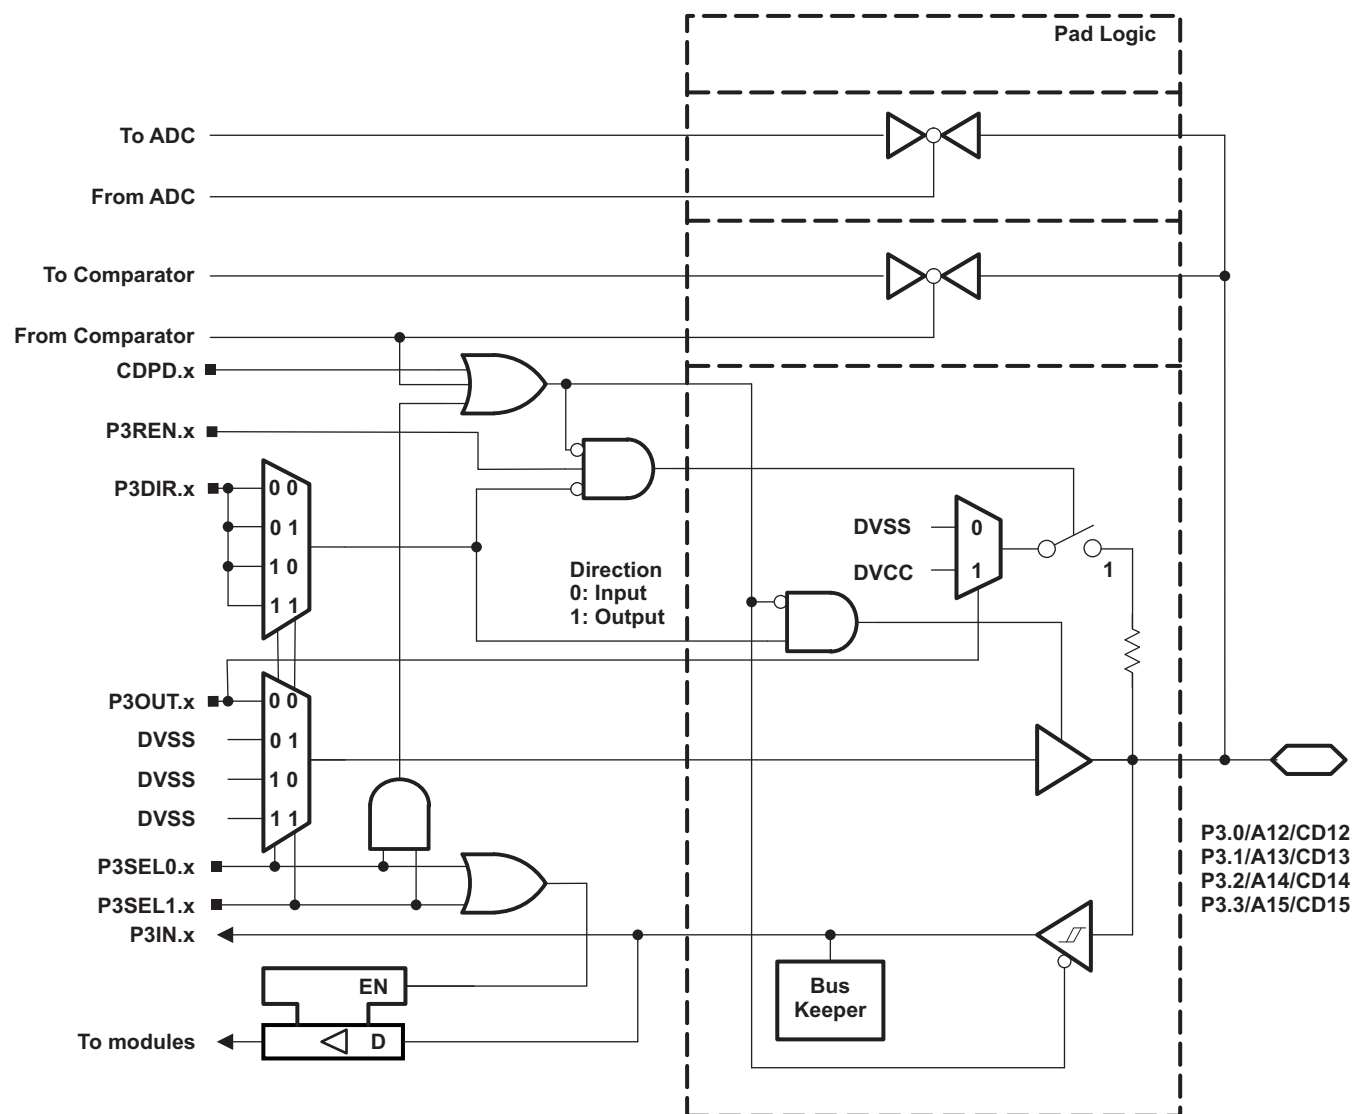 Pad Logic
To ADC
From ADC
To Comparator
From Comparator
CDPD.x
P3REN.x
P3DIR.x
0 0
0 1
1 0
1 1
DVSS
0
DVCC
1
1
Direction
0: Input
1: Output
P3OUT.x
0 0
DVSS
0 1
DVSS
1 0
DVSS
1 1
P3SEL0.x
P3SEL1.x
P3IN.x
P3.0/A12/CD12
P3.1/A13/CD13
P3.2/A14/CD14
P3.3/A15/CD15
Bus
Keeper
EN
To modules
D